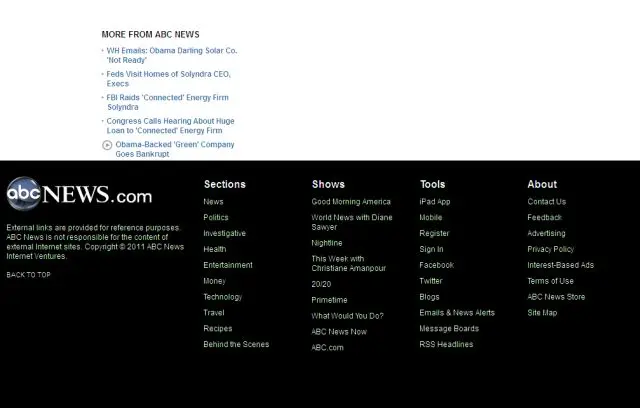 MORE FROM ABC NEWS
WH Emails: Obama Darling Solar Co.
'Not Ready'
Feds Visit Homes of Solyndra CEO,
Execs
FBI Raids 'Connected' Energy Firm
Solyndra
Congress Calls Hearing About Huge
Loan to 'Connected' Energy Firm
Obama-Backed 'Green' Company
Goes Bankrupt
abcNEWS.com
External links are provided for reference purposes.
ABC News is not responsible for the content of
external Internet sites. Copyright © 2011 ABC News
Internet Ventures.
BACK TO TOP
Sections
News
Politics
Investigative
Health
Entertainment
Money
Technology
Travel
Recipes
Behind the Scenes
Shows
Good Morning America
World News with Diane
Sawyer
Nightline
This Week with
Christiane Amanpour
20/20
Primetime
What Would You Do?
ABC News Now
ABC.com
Tools
iPad App
Mobile
Register
Sign In
Facebook
Twitter
Blogs
Emails & News Alerts
Message Boards
RSS Headlines
About
Contact Us
Feedback
Advertising
Privacy Policy
Interest-Based Ads
Terms of Use
ABC News Store
Site Map